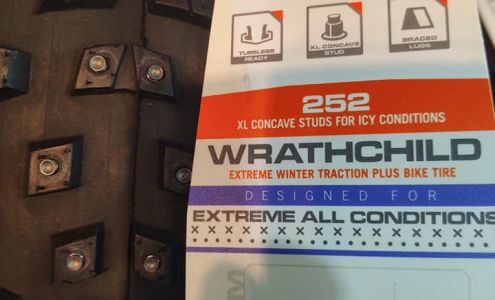 TUBELESS
READY
XL CONCAVE
STUD
BRACED
LUGS
252
XL CONCAVE STUDS FOR ICY CONDITIONS
WRATHCHILD
EXTREME WINTER TRACTION PLUS BIKE TIRE
DESIGNED FOR
EXTREME ALL CONDITIONS